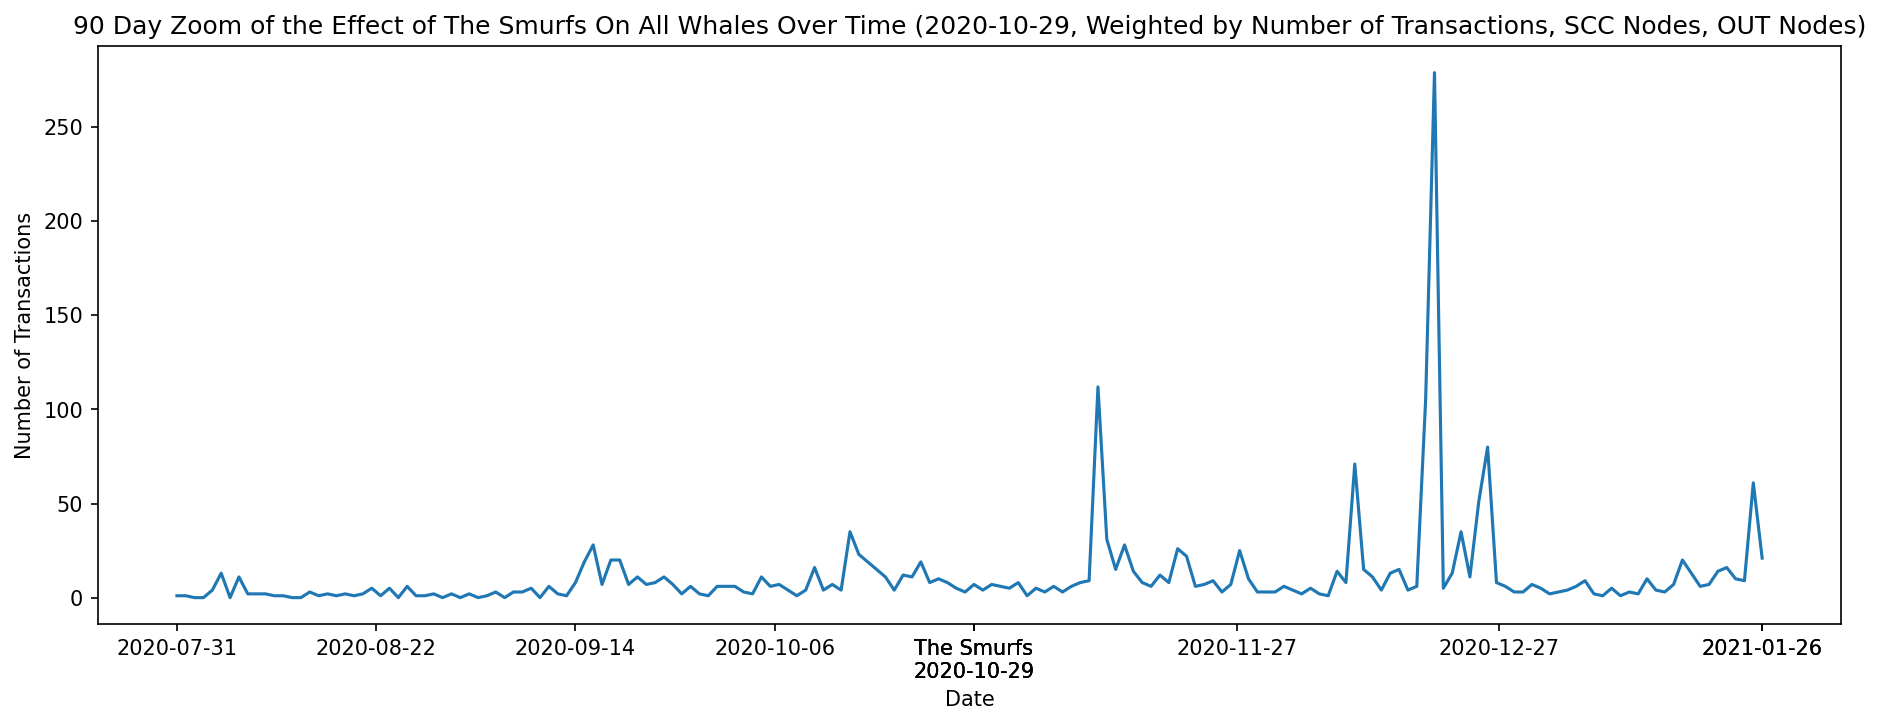 90 Day Zoom of the Effect of The Smurfs On All Whales Over Time (2020-10-29, Weighted by Number of Transactions, SCC Nodes, OUT Nodes)
Number of Transactions
250
200
150
100
50
0
2020-07-31 2020-08-22 2020-09-14 2020-10-06 The Smurfs 2020-11-27 2020-12-27 2021-01-26
2020-10-29
Date